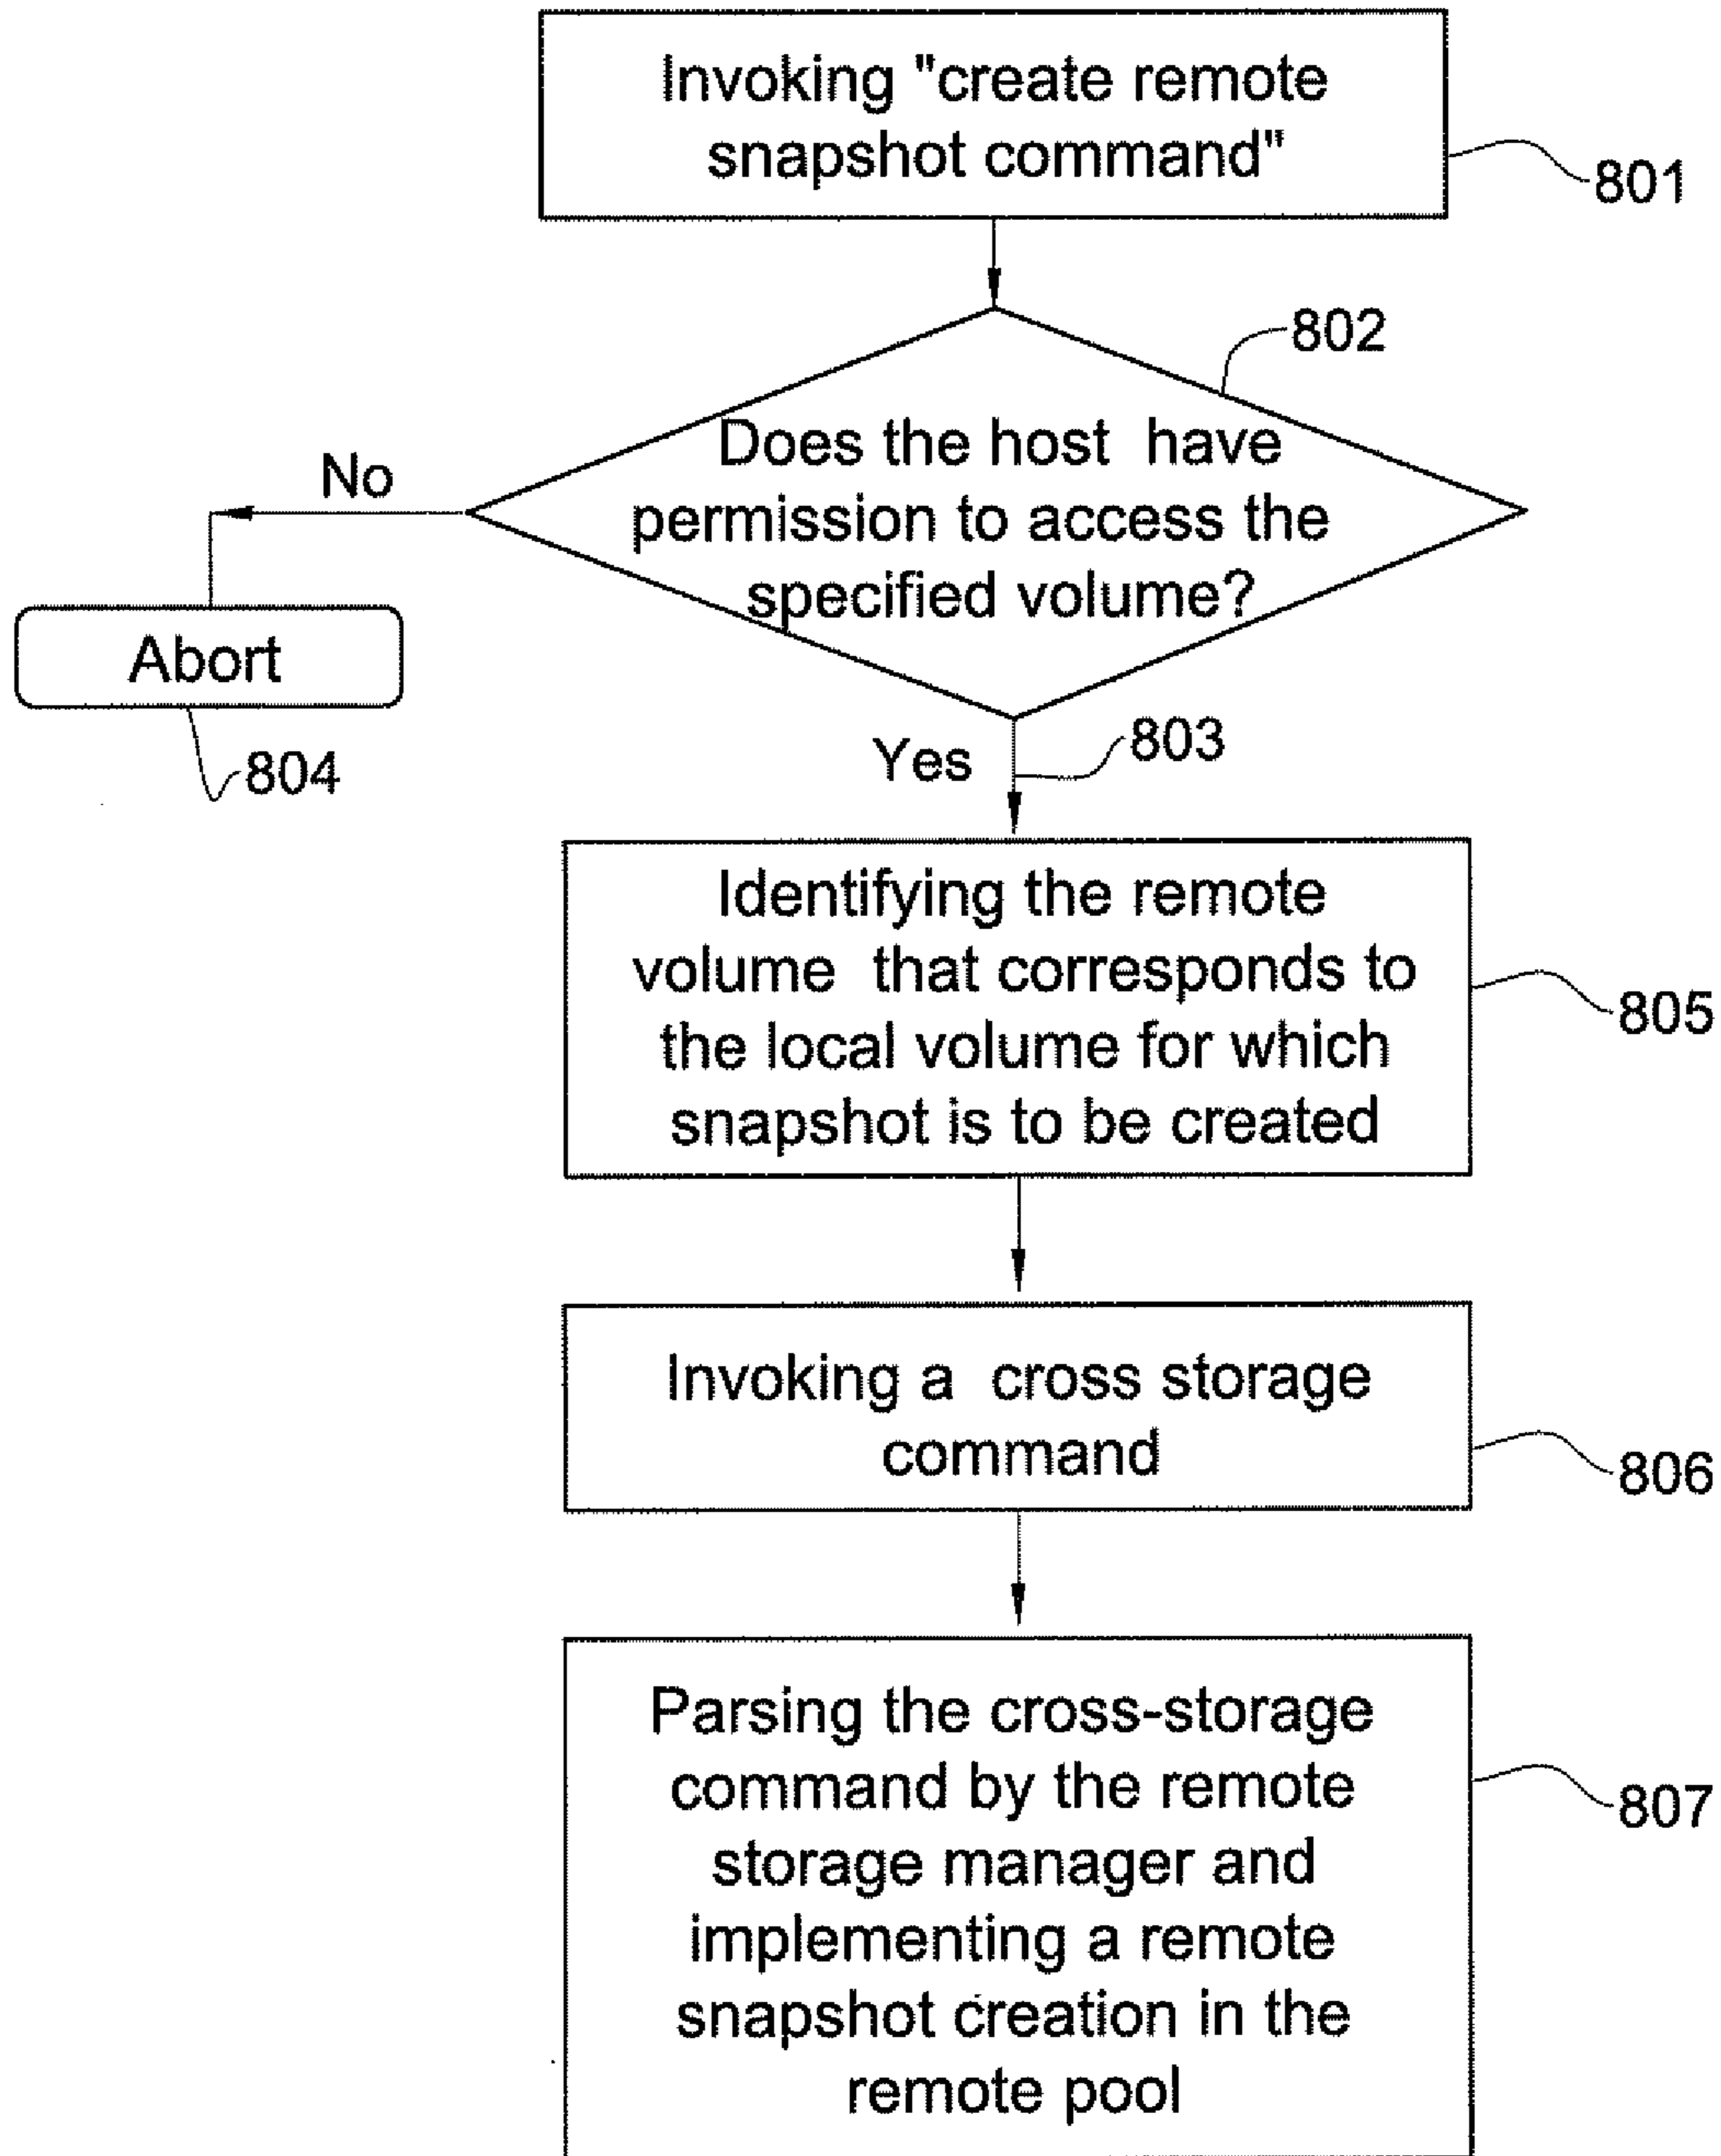 Invoking "create remote
snapshot command"
801
802
Does the host have
permission to access the
specified volume?
No
Abort
804
Yes
803
Identifying the remote
volume that corresponds to
the local volume for which
snapshot is to be created
805
Invoking a cross storage
command
806
Parsing the cross-storage
command by the remote
storage manager and
implementing a remote
snapshot creation in the
remote pool
807